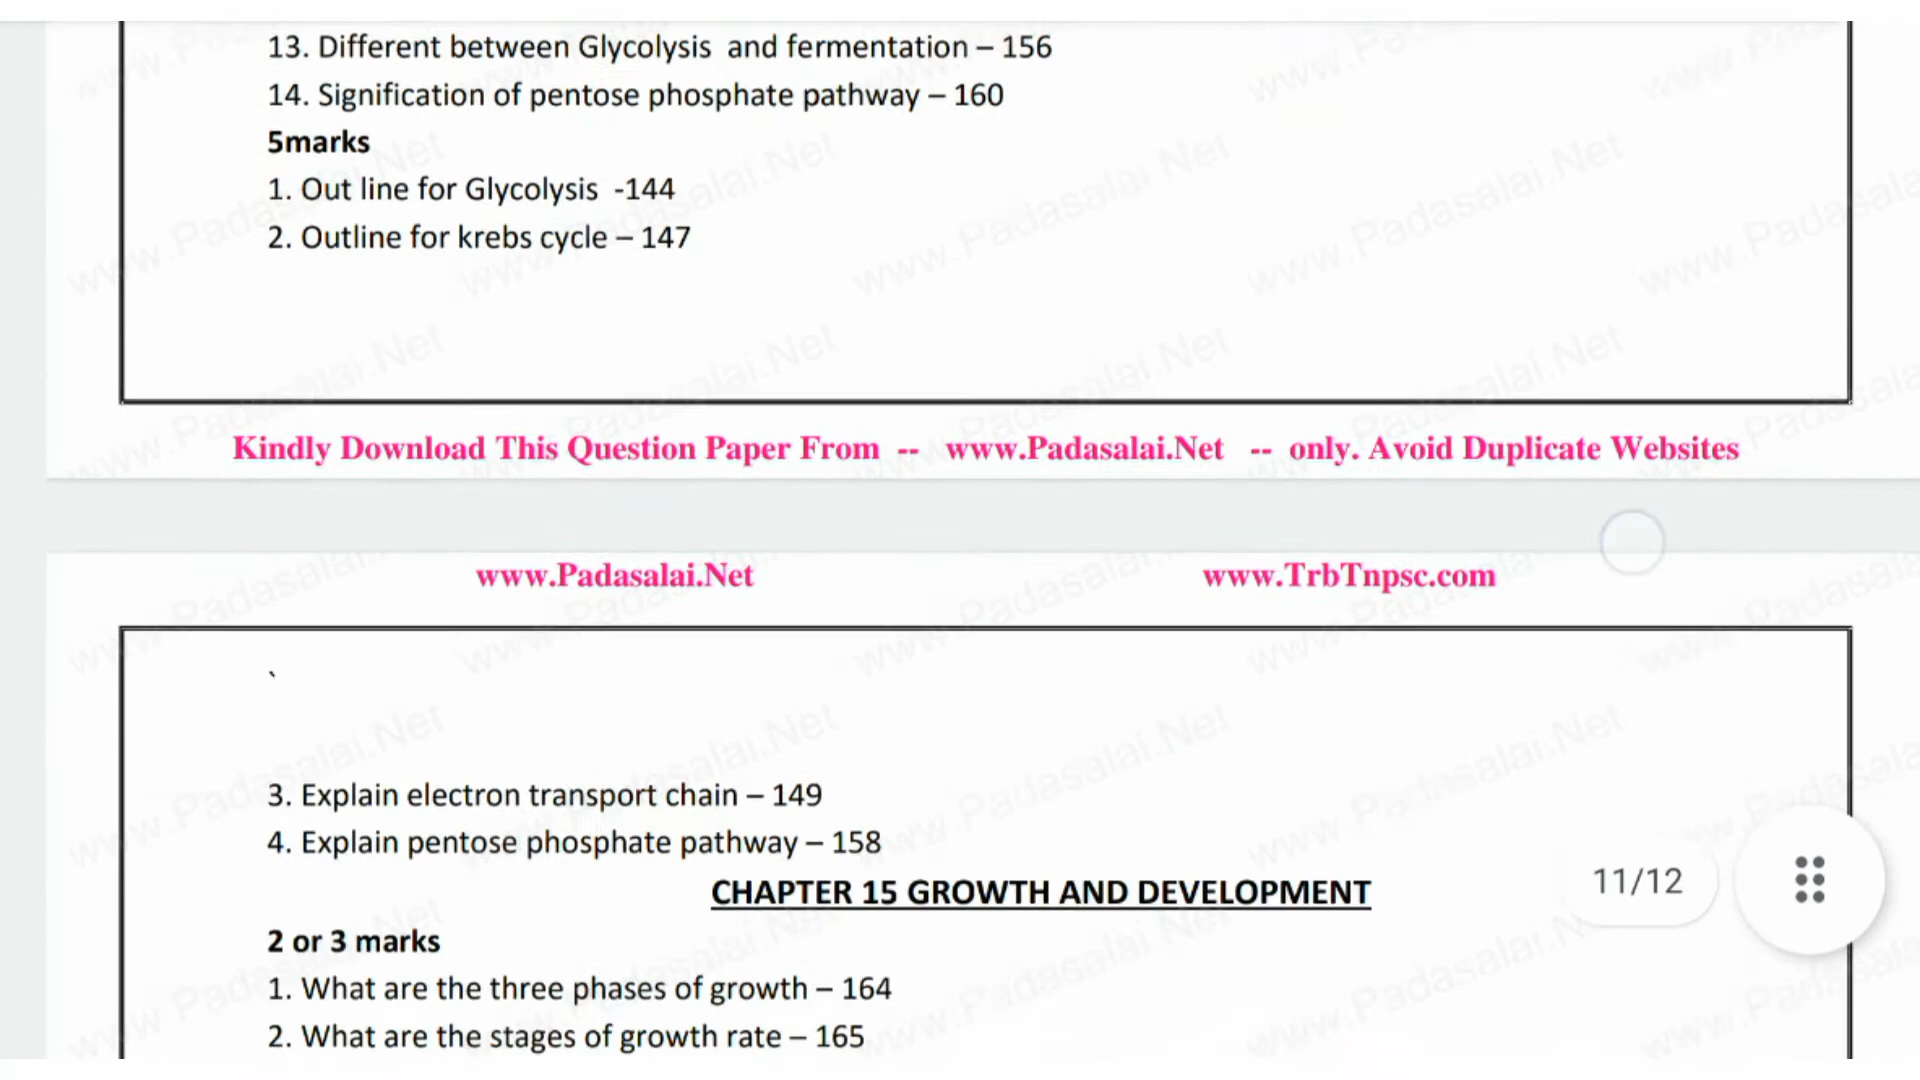 13. Different between Glycolysis and fermentation – 156
14. Signification of pentose phosphate pathway – 160
5marks
1. Out line for Glycolysis -144
2. Outline for krebs cycle – 147
Kindly Download This Question Paper From -- www.Padasalai.Net -- only. Avoid Duplicate Websites
www.Padasalai.Net www.TrbTnpsc.com
`
3. Explain electron transport chain – 149
4. Explain pentose phosphate pathway – 158
CHAPTER 15 GROWTH AND DEVELOPMENT
11/12
2 or 3 marks
1. What are the three phases of growth – 164
2. What are the stages of growth rate – 165